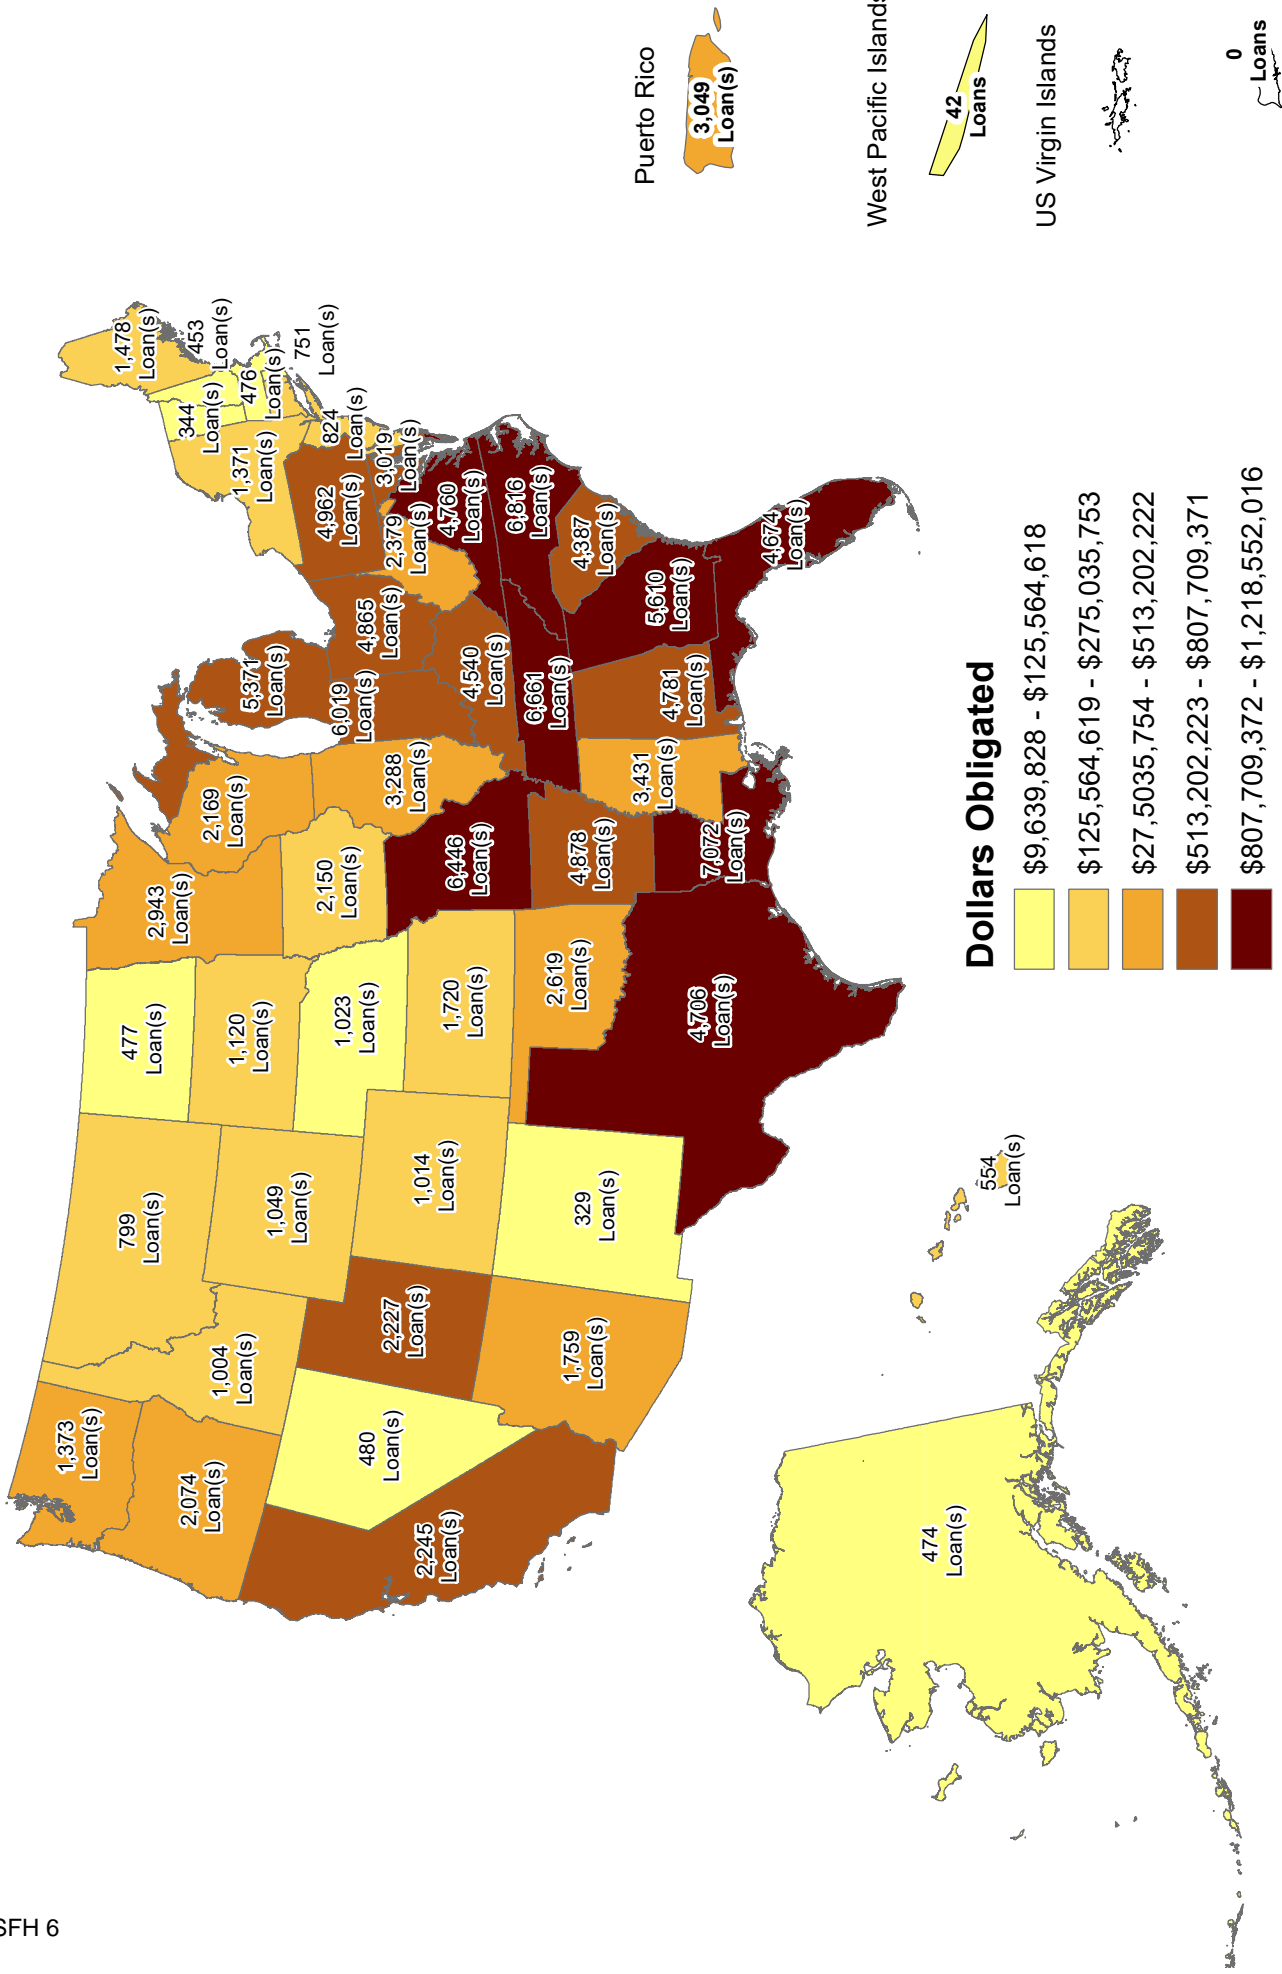 SFH 6
1,373
Loan(s)
2,074
Loan(s)
2,245
Loan(s)
480
Loan(s)
1,004
Loan(s)
799
Loan(s)
1,049
Loan(s)
2,227
Loan(s)
1,759
Loan(s)
1,014
Loan(s)
329
Loan(s)
477
Loan(s)
1,120
Loan(s)
1,023
Loan(s)
1,720
Loan(s)
2,619
Loan(s)
4,706
Loan(s)
2,943
Loan(s)
2,150
Loan(s)
6,446
Loan(s)
4,878
Loan(s)
7,072
Loan(s)
2,169
Loan(s)
3,288
Loan(s)
3,431
Loan(s)
5,371
Loan(s)
6,019
Loan(s)
4,865
Loan(s)
4,540
Loan(s)
6,661
Loan(s)
4,781
Loan(s)
5,610
Loan(s)
4,674
Loan(s)
4,387
Loan(s)
6,816
Loan(s)
4,760
Loan(s)
2,379
Loan(s)
4,962
Loan(s)
3,019
Loan(s)
824
Loan(s)
1,371
Loan(s)
344
Loan(s)
476
Loan(s)
751
Loan(s)
453
Loan(s)
1,478
Loan(s)
474
Loan(s)
554
Loan(s)
Dollars Obligated
$9,639,828 - $125,564,618
$125,564,619 - $275,035,753
$27,5035,754 - $513,202,222
$513,202,223 - $807,709,371
$807,709,372 - $1,218,552,016
Puerto Rico
3,049
Loan(s)
West Pacific Islands
42
Loans
US Virgin Islands
0
Loans